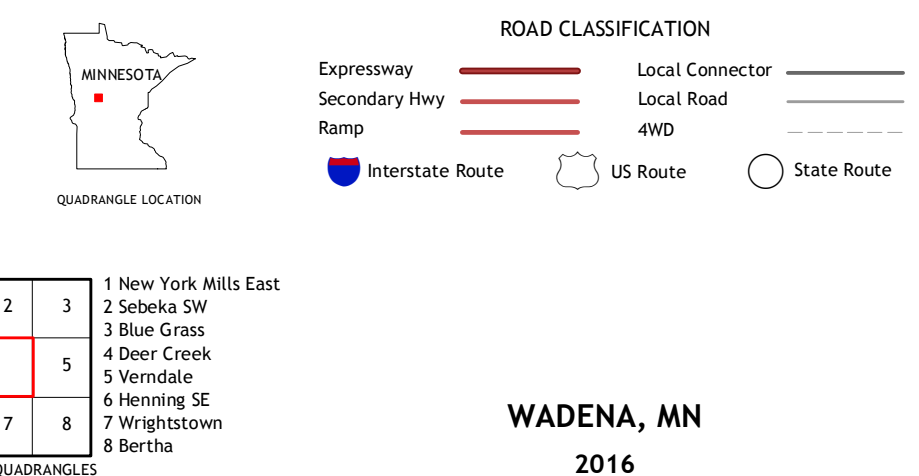 MINNESOTA
QUADRANGLE LOCATION
ROAD CLASSIFICATION
Expressway
Secondary Hwy
Ramp
Local Connector
Local Road
4WD
Interstate Route
US Route
State Route
2 3
5
7 8
QUADRANGLES
1 New York Mills East
2 Sebeka SW
3 Blue Grass
4 Deer Creek
5 Verndale
6 Henning SE
7 Wrightstown
8 Bertha
WADENA, MN
2016